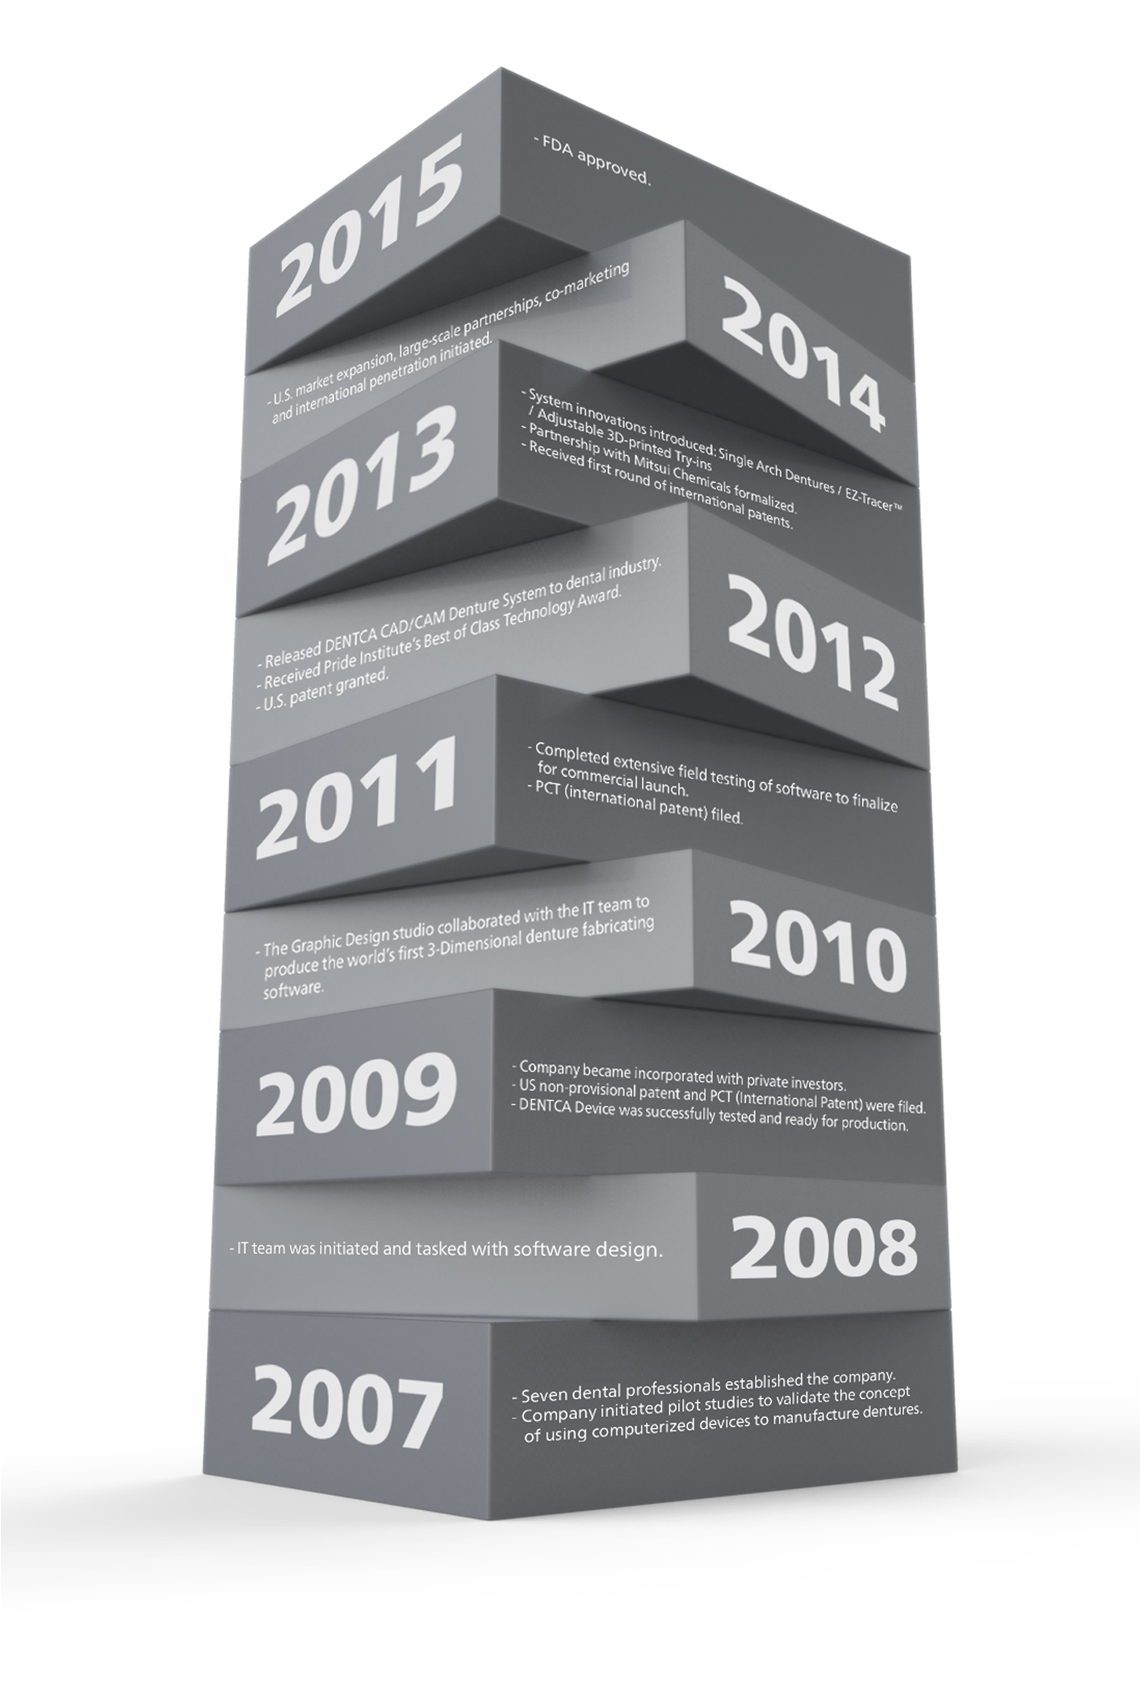 2015
- FDA approved.
2014
- U.S. market expansion, large-scale partnerships, co-marketing
and international penetration initiated.
2013
- System innovations introduced: Single Arch Dentures / EZ-Tracer™
/ Adjustable 3D-printed Try-ins
- Partnership with Mitsui Chemicals formalized.
- Received first round of international patents.
2012
- Released DENTCA CAD/CAM Denture System to dental industry.
- Received Pride Institute's Best of Class Technology Award.
- U.S. patent granted.
2011
- Completed extensive field testing of software to finalize
for commercial launch.
- PCT (international patent) filed.
2010
- The Graphic Design studio collaborated with the IT team to
produce the world's first 3-Dimensional denture fabricating
software.
2009
- Company became incorporated with private investors.
- US non-provisional patent and PCT (International Patent) were filed.
- DENTCA Device was successfully tested and ready for production.
2008
- IT team was initiated and tasked with software design.
2007
- Seven dental professionals established the company.
- Company initiated pilot studies to validate the concept
of using computerized devices to manufacture dentures.